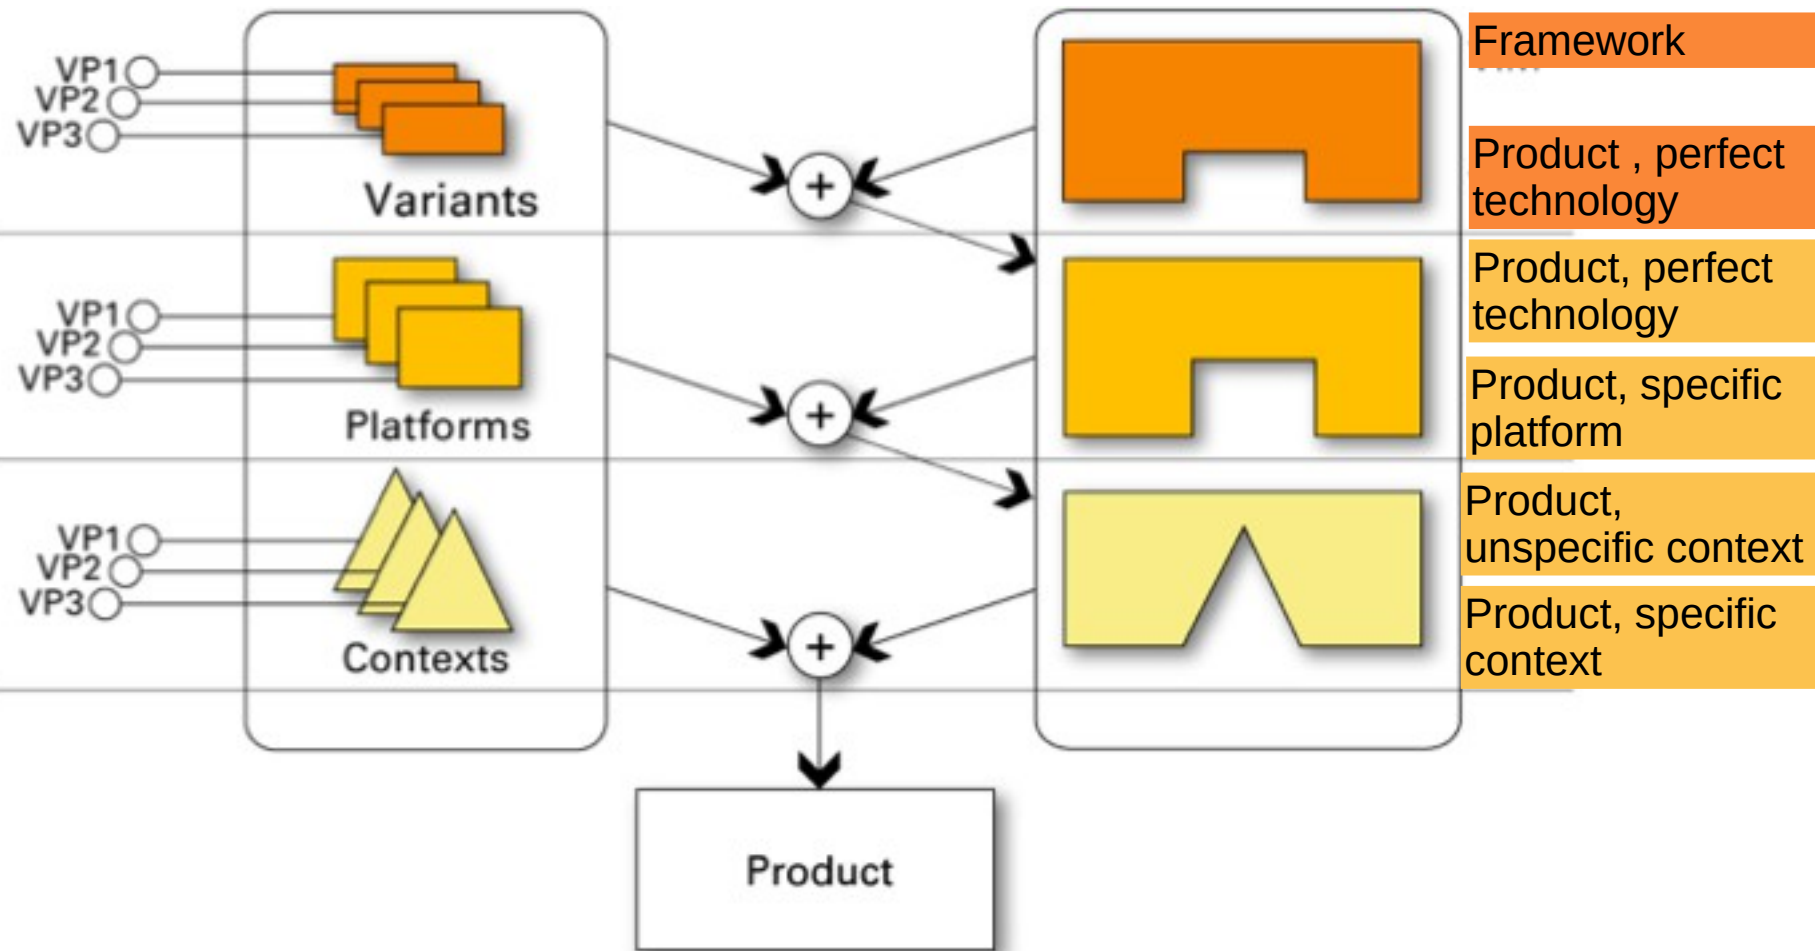 VP1
VP2
VP3
Variants
+
Framework
Product , perfect
technology
VP1
VP2
VP3
Platforms
+
Product, perfect
technology
Product, specific
platform
VP1
VP2
VP3
Contexts
+
Product,
unspecific context
Product, specific
context
Product